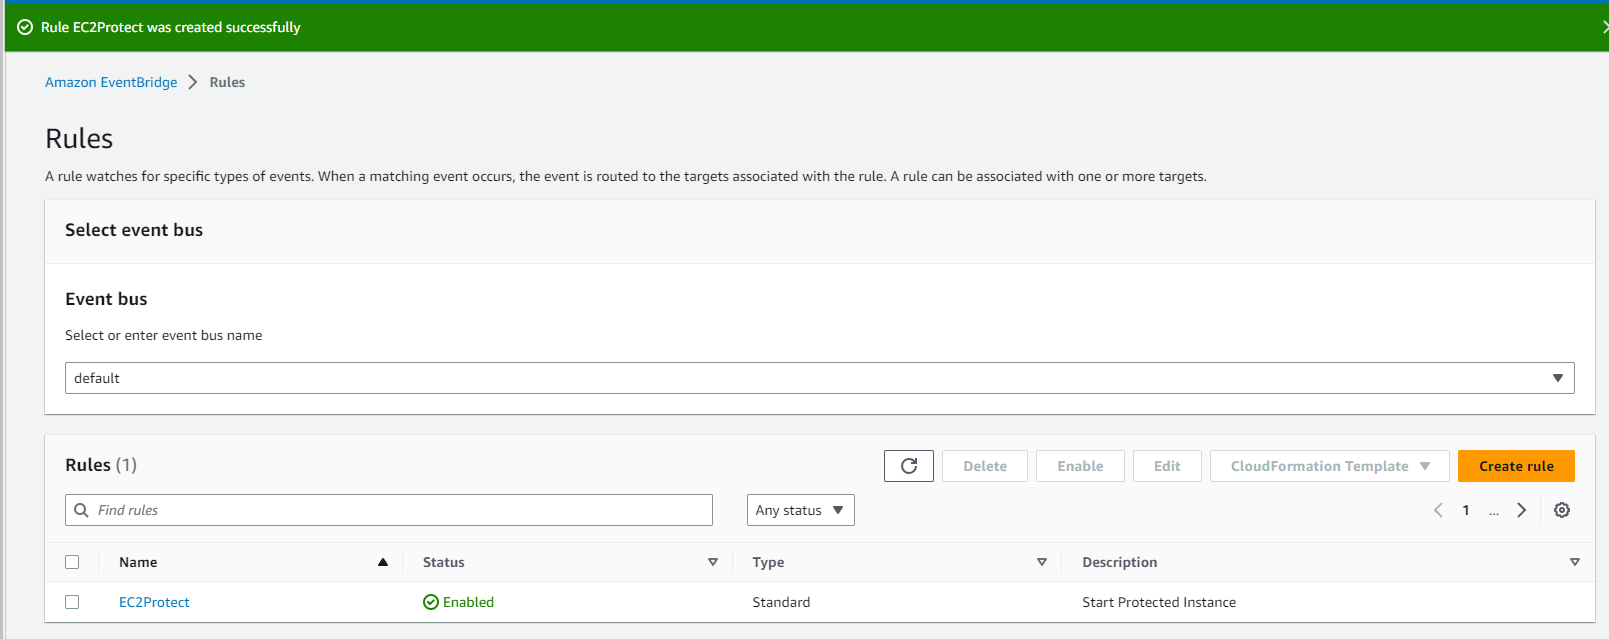 Rule EC2Protect was created successfully
Amazon EventBridge Rules
Rules
A rule watches for specific types of events. When a matching event occurs, the event is routed to the targets associated with the rule. A rule can be associated with one or more targets.
Select event bus
Event bus
Select or enter event bus name
default
Rules (1) Delete Enable Edit CloudFormation Template Create rule
Find rules Any status 1 ...
Name Status Type Description
EC2Protect Enabled Standard Start Protected Instance